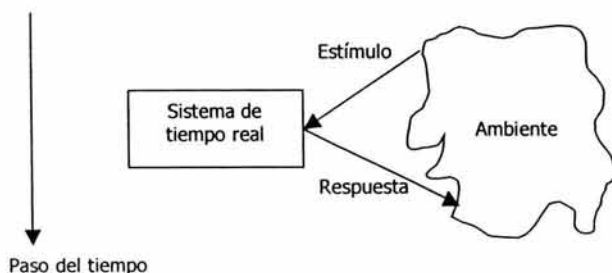 Estímulo
Sistema de
tiempo real
Ambiente
Respuesta
Paso del tiempo